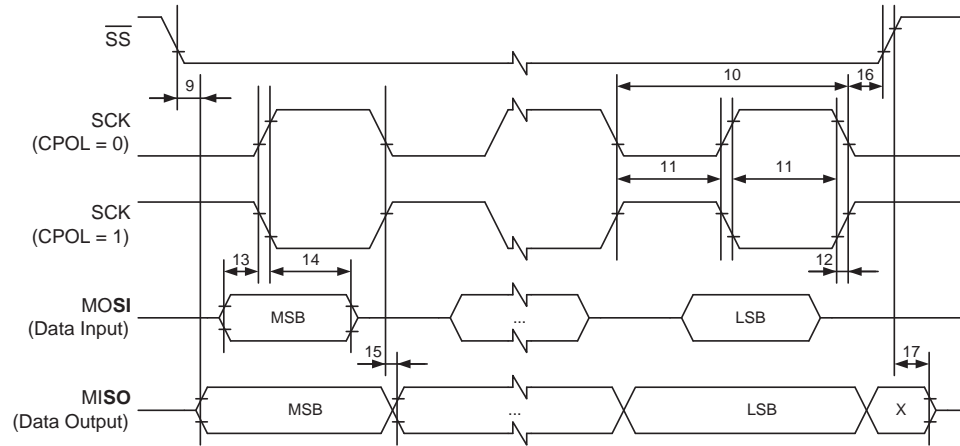 SS
10
16
9
SCK
(CPOL = 0)
11
11
SCK
(CPOL = 1)
13
14
12
MOSI
(Data Input)
MSB
...
LSB
15
17
MISO
(Data Output)
MSB
...
LSB
X